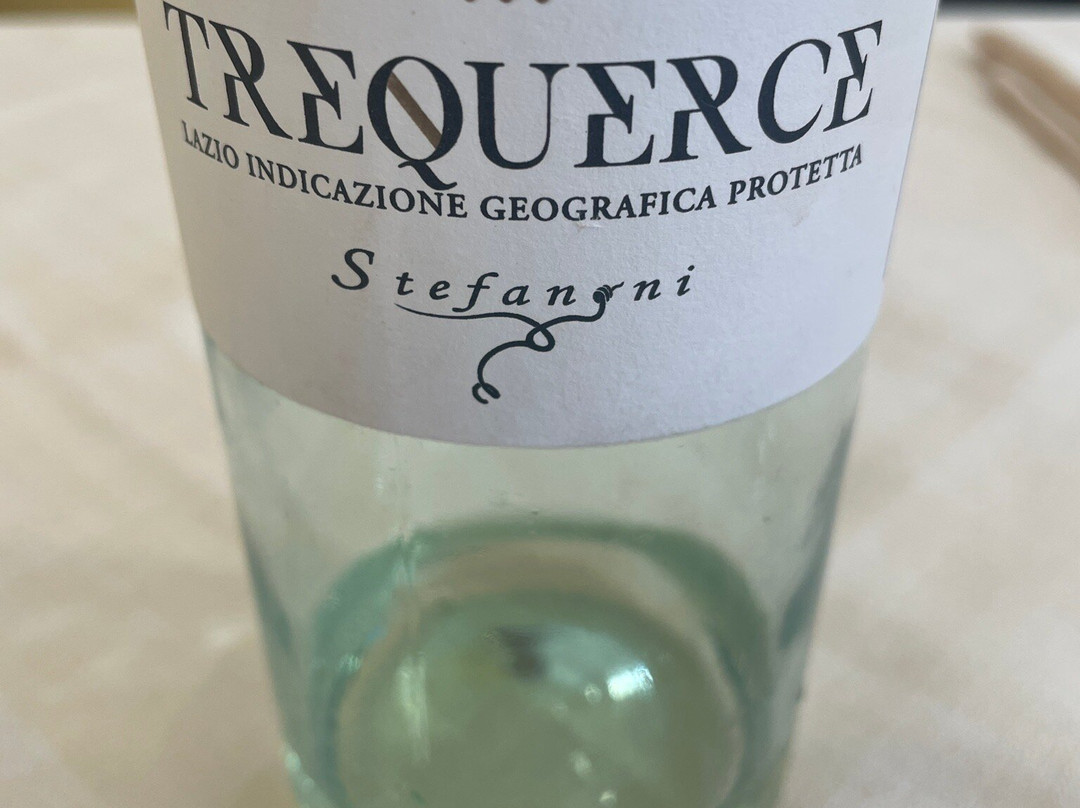 TREQUERCE
LAZIO INDICAZIONE GEOGRAFICA PROTETTA
Stefanoni